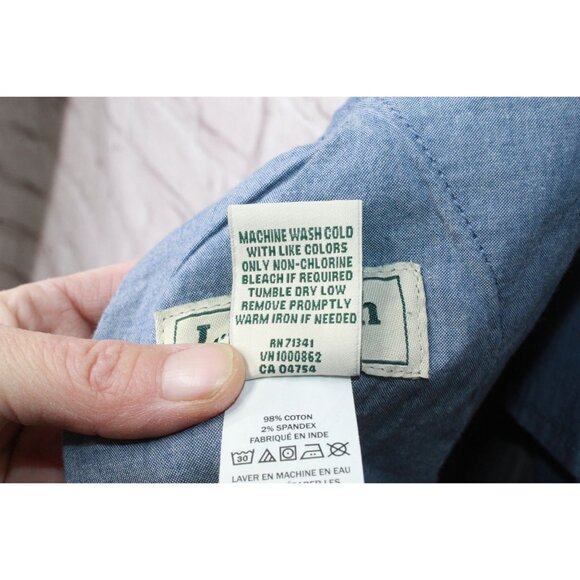 MACHINE WASH COLD
WITH LIKE COLORS
ONLY NON-CHLORINE
BLEACH IF REQUIRED
TUMBLE DRY LOW
REMOVE PROMPTLY
WARM IRON IF NEEDED
RN 71341
VN 1000862
CA 04754
98% COTON
2% SPANDEX
FABRIQUÉ EN INDE
30
LAVER EN MACHINE EN EAU